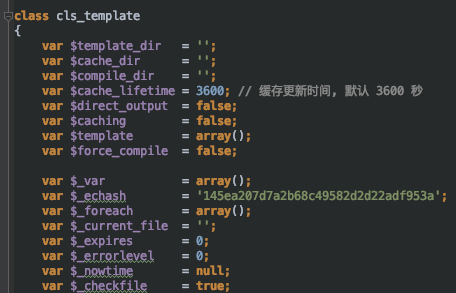 class cls_template
{
    var $template_dir   = '';
    var $cache_dir      = '';
    var $compile_dir    = '';
    var $cache_lifetime = 3600; // 缓存更新时间, 默认 3600 秒
    var $direct_output  = false;
    var $caching        = false;
    var $template       = array();
    var $force_compile  = false;

    var $_var           = array();
    var $_echash        = '145ea207d7a2b68c49582d2d22adf953a';
    var $_foreach       = array();
    var $_current_file  = '';
    var $_expires       = 0;
    var $_errorlevel    = 0;
    var $_nowtime       = null;
    var $_checkfile     = true;